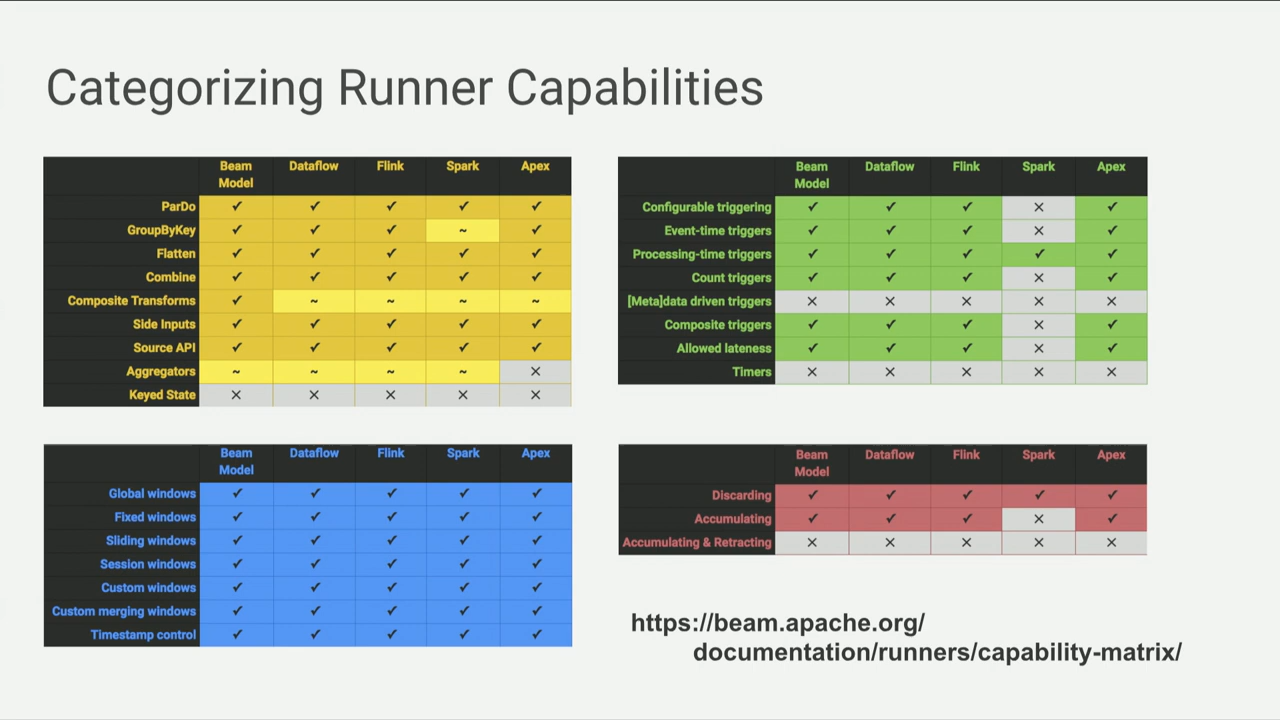 Categorizing Runner Capabilities
Beam Model Dataflow Flink Spark Apex
ParDo ✓ ✓ ✓ ✓ ✓
GroupByKey ✓ ✓ ✓ ~ ✓
Flatten ✓ ✓ ✓ ✓ ✓
Combine ✓ ✓ ✓ ✓ ✓
Composite Transforms ✓ ~ ~ ~ ~
Side Inputs ✓ ✓ ✓ ✓ ✓
Source API ✓ ✓ ✓ ✓ ✓
Aggregators ~ ~ ~ ~ ✕
Keyed State ✕ ✕ ✕ ✕ ✕
Beam Model Dataflow Flink Spark Apex
Configurable triggering ✓ ✓ ✓ ✕ ✓
Event-time triggers ✓ ✓ ✓ ✕ ✓
Processing-time triggers ✓ ✓ ✓ ✓ ✓
Count triggers ✓ ✓ ✓ ✕ ✓
[Meta]data driven triggers ✕ ✕ ✕ ✕ ✕
Composite triggers ✓ ✓ ✓ ✕ ✓
Allowed lateness ✓ ✓ ✓ ✕ ✓
Timers ✕ ✕ ✕ ✕ ✕
Beam Model Dataflow Flink Spark Apex
Global windows ✓ ✓ ✓ ✓ ✓
Fixed windows ✓ ✓ ✓ ✓ ✓
Sliding windows ✓ ✓ ✓ ✓ ✓
Session windows ✓ ✓ ✓ ✓ ✓
Custom windows ✓ ✓ ✓ ✓ ✓
Custom merging windows ✓ ✓ ✓ ✓ ✓
Timestamp control ✓ ✓ ✓ ✓ ✓
Beam Model Dataflow Flink Spark Apex
Discarding ✓ ✓ ✓ ✓ ✓
Accumulating ✓ ✓ ✓ ✕ ✓
Accumulating & Retracting ✕ ✕ ✕ ✕ ✕
https://beam.apache.org/
documentation/runners/capability-matrix/